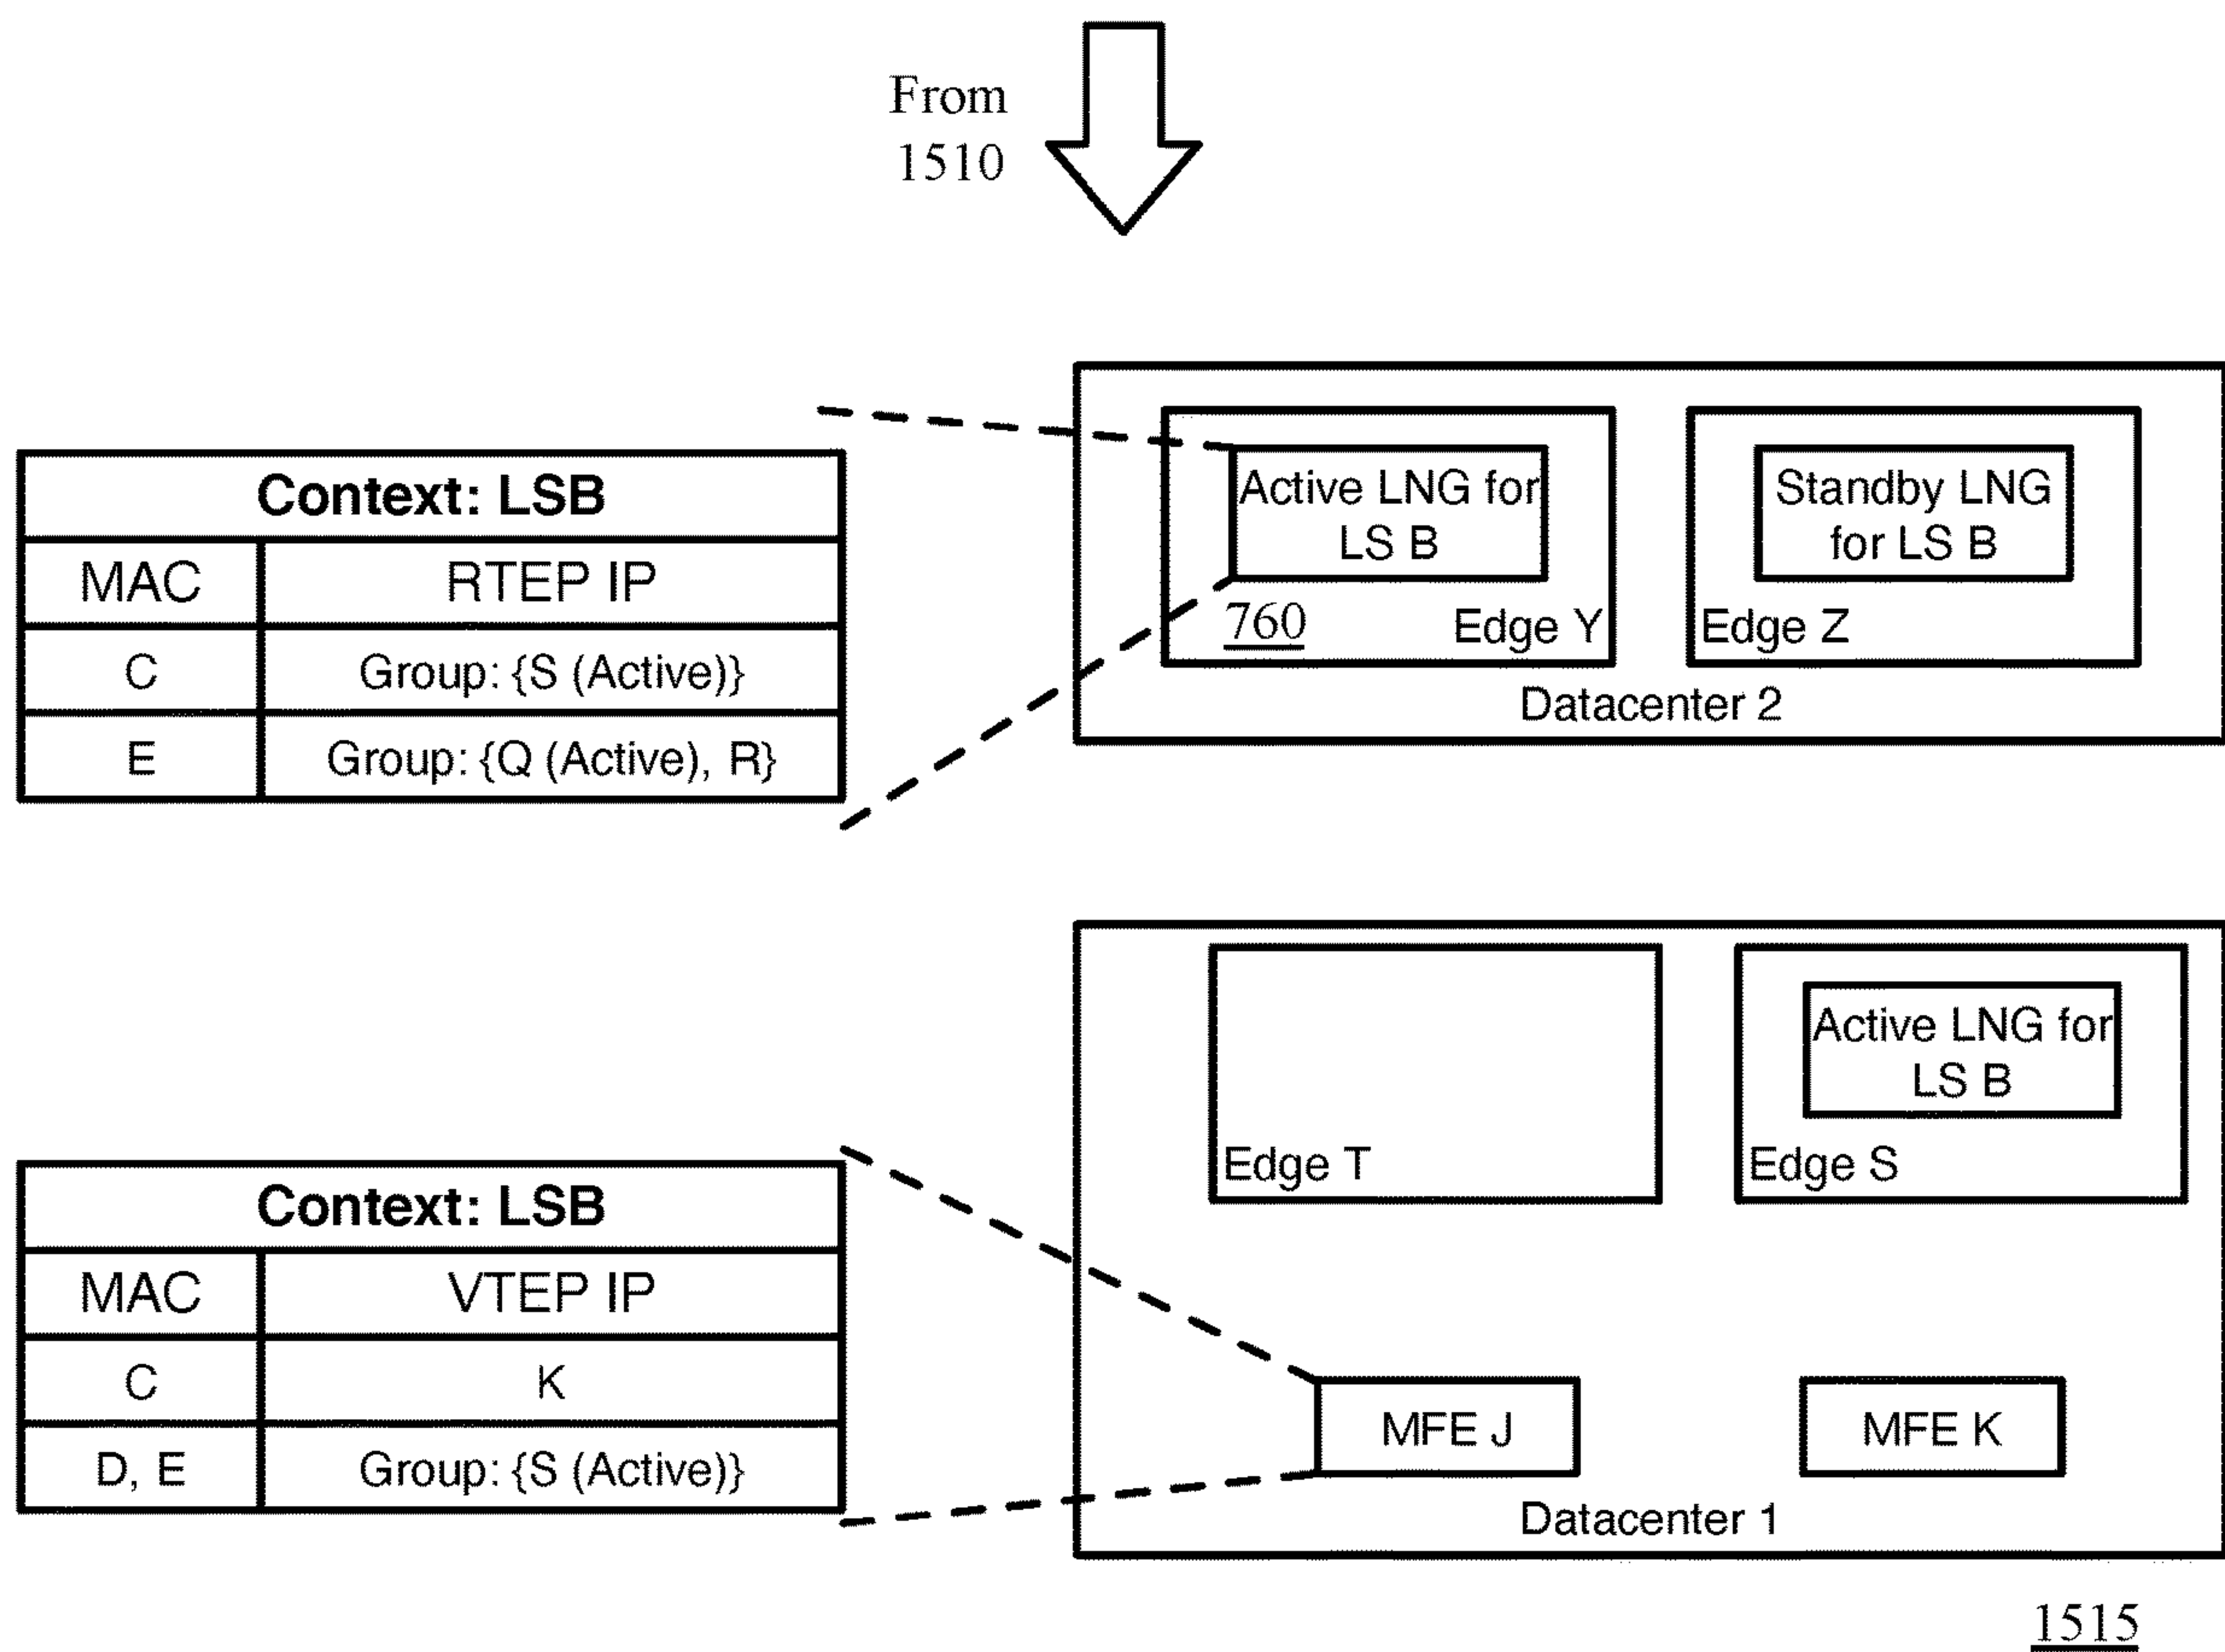 From
1510
Context: LSB
MAC RTEP IP
C Group: {S (Active)}
E Group: {Q (Active), R}
Active LNG for
LS B
760
Edge Y
Standby LNG
for LS B
Edge Z
Datacenter 2
Context: LSB
MAC VTEP IP
C K
D, E Group: {S (Active)}
Edge T
Active LNG for
LS B
Edge S
MFE J
MFE K
Datacenter 1
1515